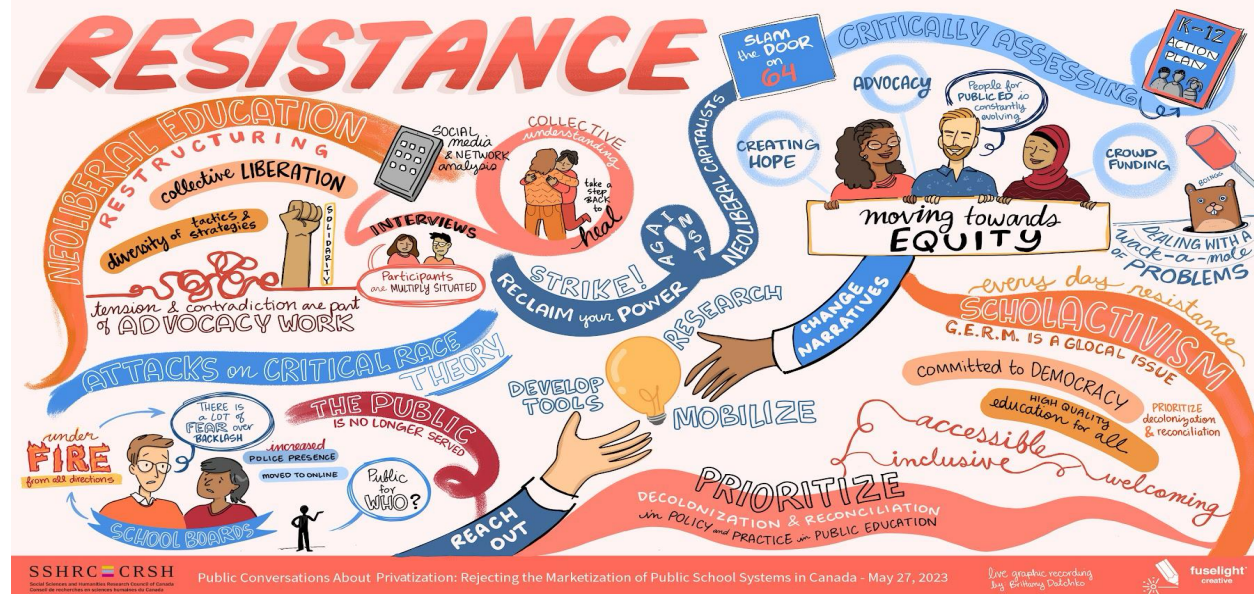 RESISTANCE
NEOLIBERAL EDUCATION
RESTRUCTURING
collective LIBERATION
diversity of tactics &
strategies
SOLIDARITY
tension & contradiction are part
of ADVOCACY WORK
SOCIAL
media
& NETWORK
analysis
INTERVIEWS
Participants
are MULTIPLY SITUATED
COLLECTIVE
understanding
take a
step
BACK
to
heal
STRIKE!
RECLAIM your POWER
AGAINST
NEOLIBERAL CAPITALISTS
SLAM
the DOOR
on
64
CRITICALLY ASSESSING
K-12
ACTION
PLAN
CREATING
HOPE
ADVOCACY
People for
PUBLIC ED is
constantly
evolving
CROWD
FUNDING
moving towards
EQUITY
BOINGG
DEALING WITH A
wack-a-mole
OF PROBLEMS
ATTACKS on CRITICAL RACE
THEORY
under
FIRE
from all directions
THERE IS
a LOT of
FEAR over
BACKLASH
SCHOOL BOARDS
THE PUBLIC
IS NO LONGER SERVED
increased
POLICE PRESENCE
MOVED TO ONLINE
Public
for
WHO?
REACH
OUT
DEVELOP
TOOLS
RESEARCH
MOBILIZE
CHANGE
NARRATIVES
every day resistance
SCHOLACTIVISM
G.E.R.M. IS A GLOCAL ISSUE
committed to DEMOCRACY
HIGH QUALITY
education for all
PRIORITIZE
decolonization
& reconciliation
accessible
inclusive
welcoming
PRIORITIZE
DECOLONIZATION & RECONCILIATION
in POLICY and PRACTICE in PUBLIC EDUCATION
SSHRC CRSH
Social Sciences and Humanities Research Council of Canada
Conseil de recherches en sciences humaines du Canada
Public Conversations About Privatization: Rejecting the Marketization of Public School Systems in Canada - May 27, 2023
live graphic recording
by Brittany Datchko
fuselight
creative